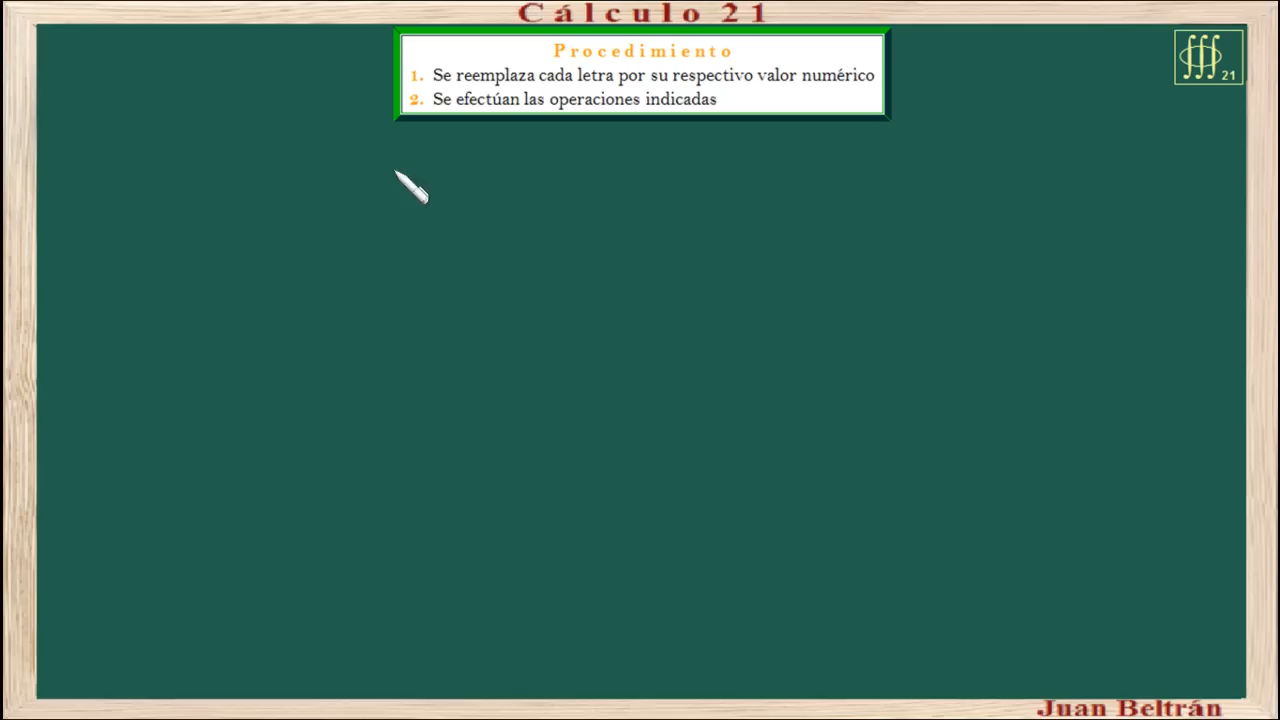 Cálculo 21
Procedimiento
1. Se reemplaza cada letra por su respectivo valor numérico
2. Se efectúan las operaciones indicadas
∯∫ 21
Juan Beltrán